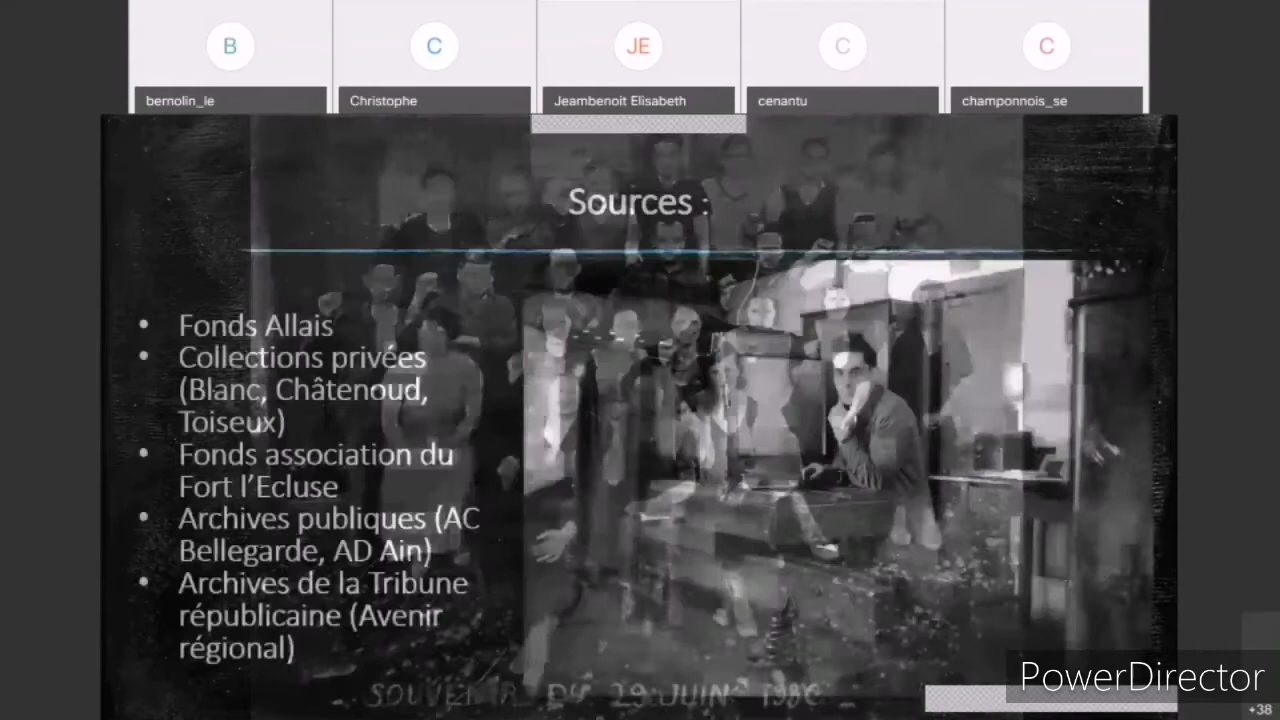 B
C
JE
C
C
bernolin_le
Christophe
Jeambenoit Elisabeth
cenantu
champonnois_se
Sources :
• Fonds Allais
• Collections privées
(Blanc, Châtenoud,
Toiseux)
• Fonds association du
Fort l’Ecluse
• Archives publiques (AC
Bellegarde, AD Ain)
• Archives de la Tribune
républicaine (Avenir
régional)
SOUVENIR DU 29 JUIN
PowerDirector
+38